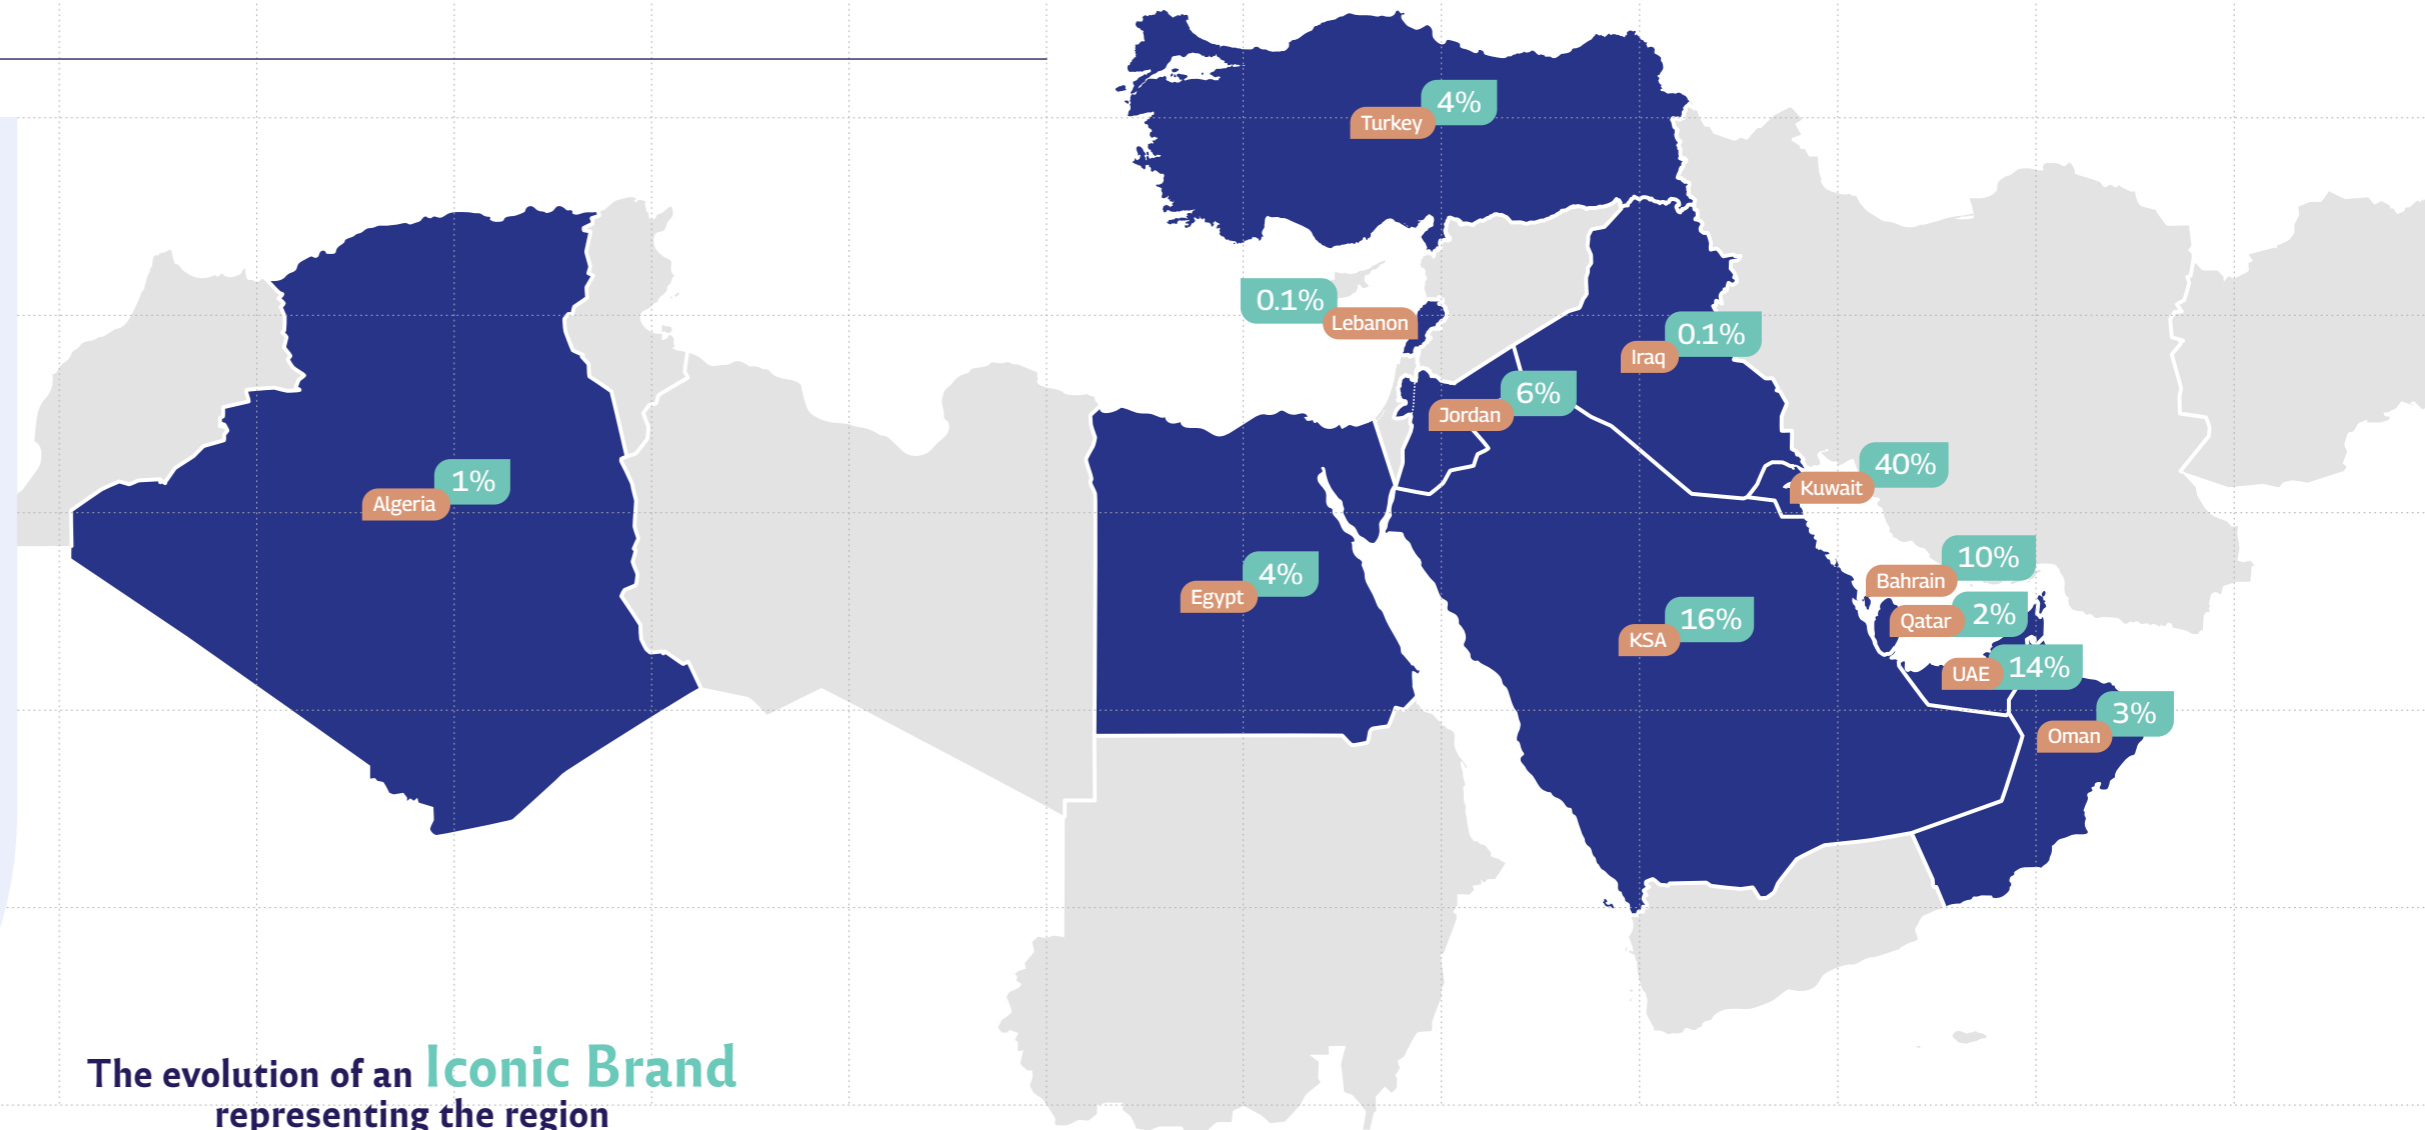 4%
Turkey
0.1%
Lebanon
0.1%
Iraq
6%
Jordan
40%
Kuwait
1%
Algeria
10%
Bahrain
4%
Egypt
2%
Qatar
16%
KSA
14%
UAE
3%
Oman
The evolution of an Iconic Brand
representing the region